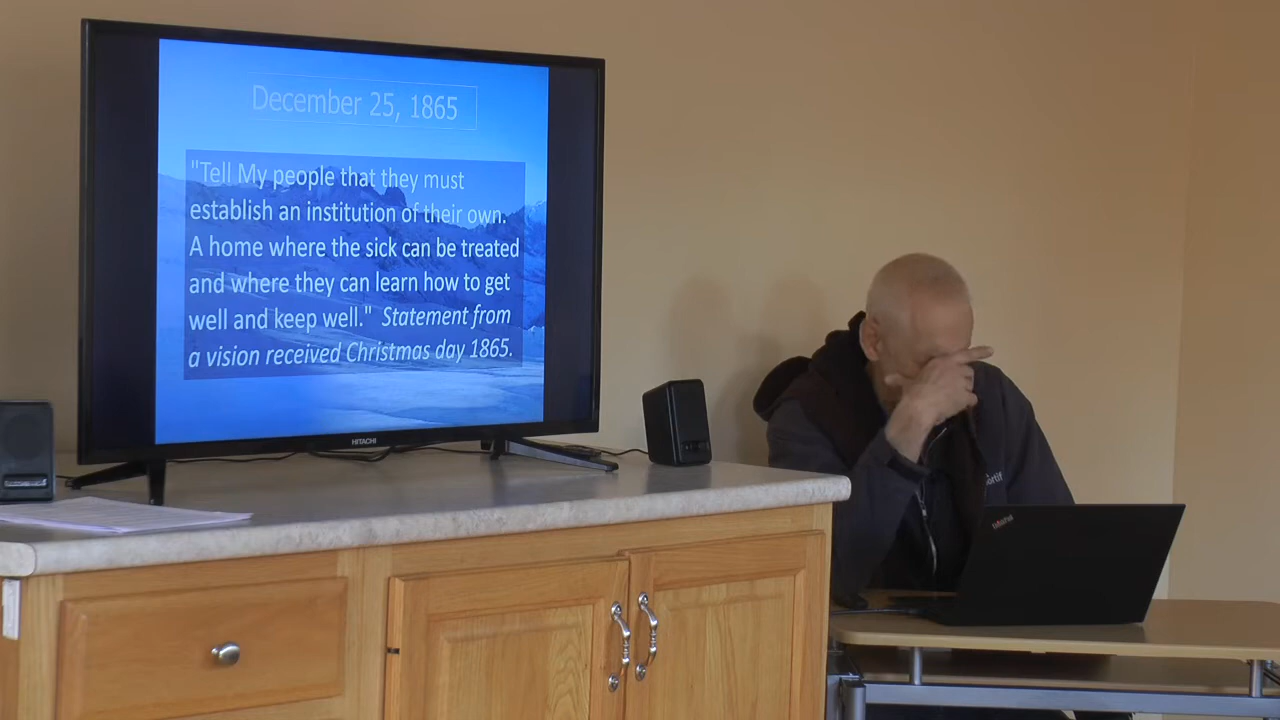 December 25, 1865
"Tell My people that they must
establish an institution of their own.
A home where the sick can be treated
and where they can learn how to get
well and keep well." Statement from
a vision received Christmas day 1865.
HITACHI
ThinkPad